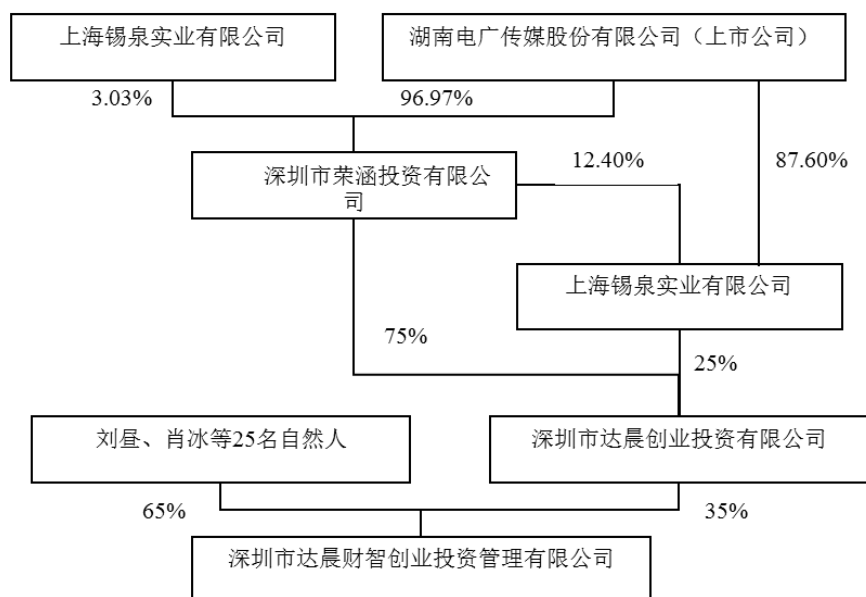 上海锡泉实业有限公司
湖南电广传媒股份有限公司（上市公司）
3.03%
96.97%
深圳市荣涵投资有限公
司
12.40%
87.60%
上海锡泉实业有限公司
75%
25%
刘昼、肖冰等25名自然人
深圳市达晨创业投资有限公司
65%
35%
深圳市达晨财智创业投资管理有限公司